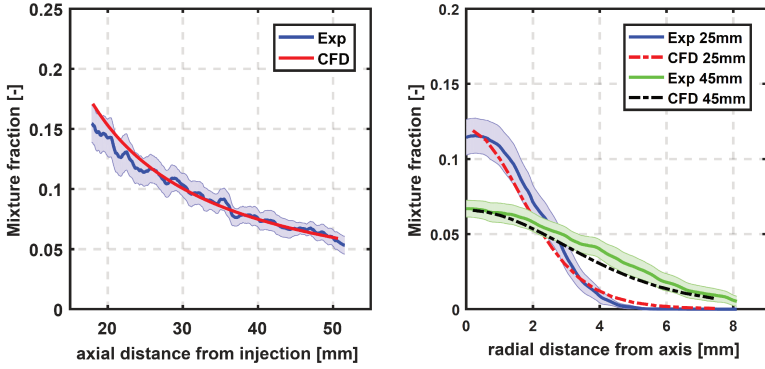 0.25
0.2
0.15
0.1
0.05
0
Mixture fraction [-]
Exp
CFD
20 30 40 50
axial distance from injection [mm]
0.2
0.15
0.1
0.05
0
Mixture fraction [-]
Exp 25mm
CFD 25mm
Exp 45mm
CFD 45mm
0 2 4 6 8
radial distance from axis [mm]